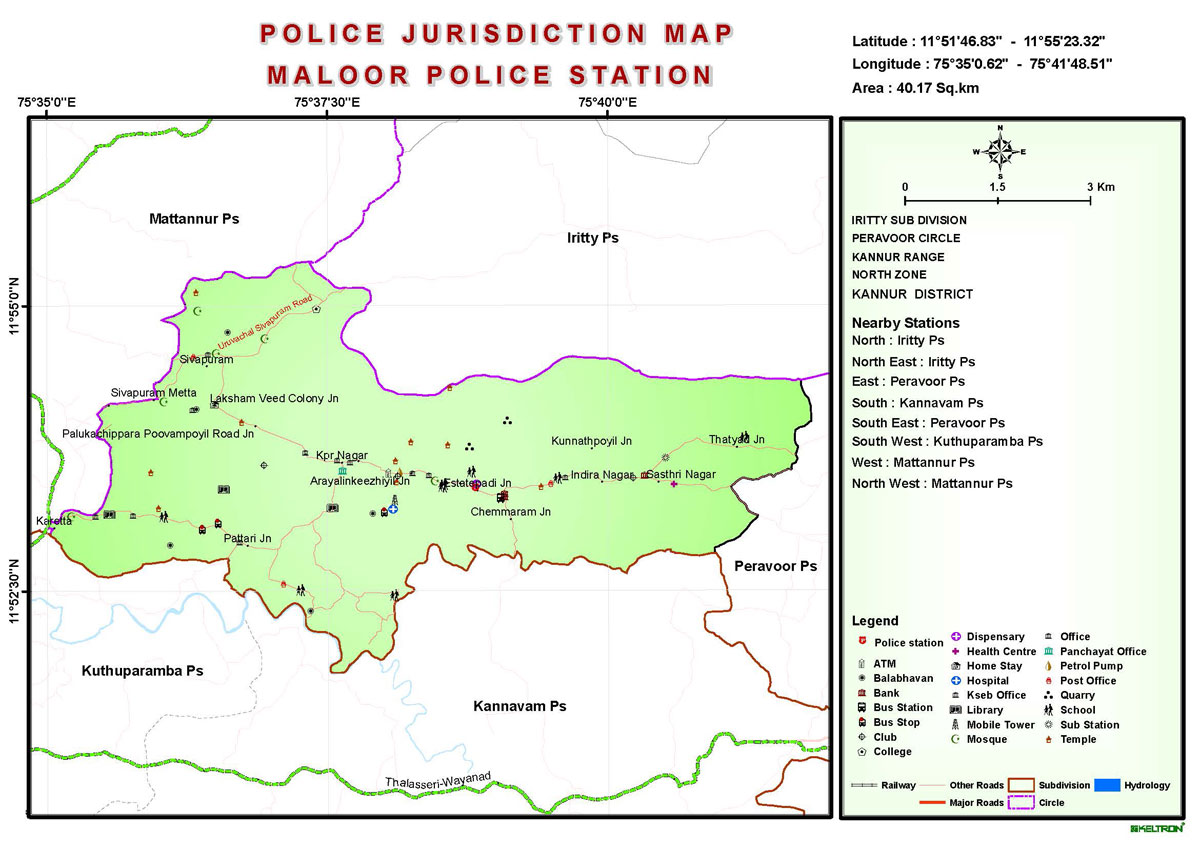 POLICE JURISDICTION MAP
MALOOR POLICE STATION
Latitude : 11°51'46.83" - 11°55'23.32"
Longitude : 75°35'0.62" - 75°41'48.51"
Area : 40.17 Sq.km
75°35'0"E
75°37'30"E
75°40'0"E
11°55'0"N
11°52'30"N
Mattannur Ps
Iritty Ps
Uruvachal Sivapuram Road
Sivapuram
Sivapuram Metta
Laksham Veed Colony Jn
Palukachippara Poovampoyil Road Jn
Kunnathpoyil Jn
Thatyad Jn
Kpr Nagar
Arayalinkeezhiyil Jn
Estatepadi Jn
Indira Nagar
Sasthri Nagar
Chemmaram Jn
Karetta
Pattari Jn
Peravoor Ps
Kuthuparamba Ps
Kannavam Ps
Thalasseri-Wayanad
N
W
E
S
0
1.5
3 Km
IRITTY SUB DIVISION
PERAVOOR CIRCLE
KANNUR RANGE
NORTH ZONE
KANNUR DISTRICT
Nearby Stations
North : Iritty Ps
North East : Iritty Ps
East : Peravoor Ps
South : Kannavam Ps
South East : Peravoor Ps
South West : Kuthuparamba Ps
West : Mattannur Ps
North West : Mattannur Ps
Legend
Police station
ATM
Balabhavan
Bank
Bus Station
Bus Stop
Club
College
Dispensary
Health Centre
Home Stay
Hospital
Kseb Office
Library
Mobile Tower
Mosque
Office
Panchayat Office
Petrol Pump
Post Office
Quarry
School
Sub Station
Temple
Railway
Other Roads
Subdivision
Hydrology
Major Roads
Circle
KELTRON